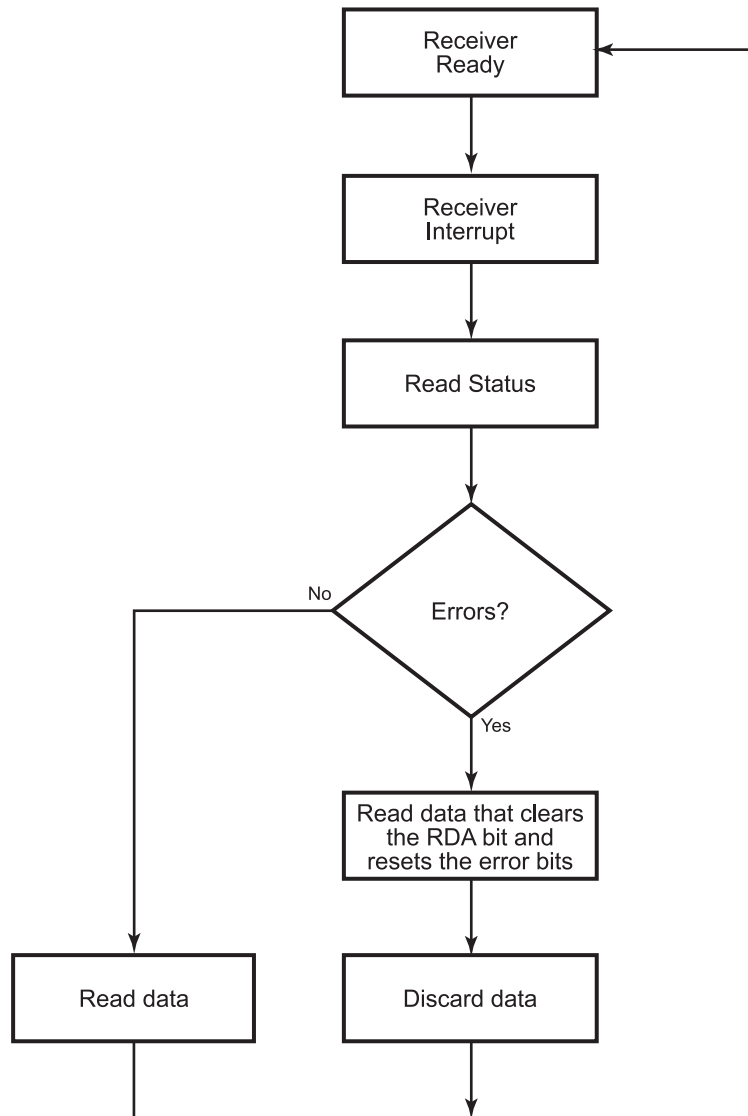 Receiver
Ready
Receiver
Interrupt
Read Status
Errors?
No
Yes
Read data that clears
the RDA bit and
resets the error bits
Read data
Discard data